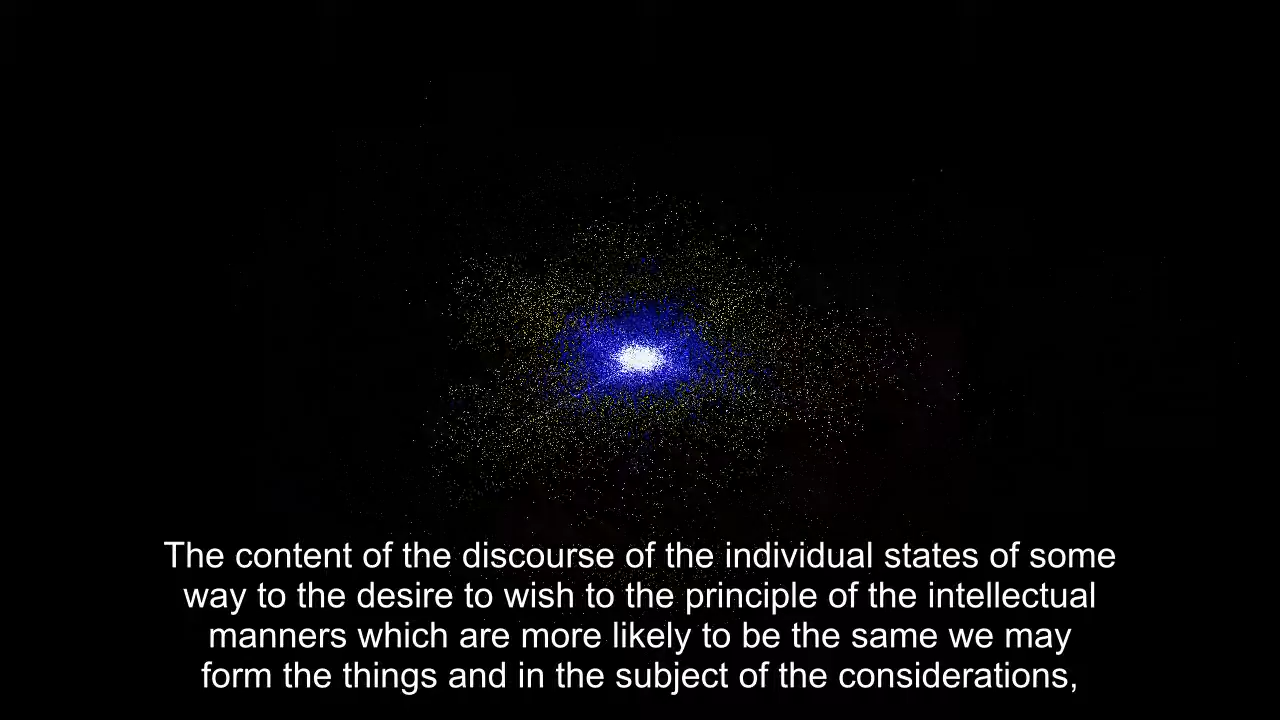 The content of the discourse of the individual states of some
way to the desire to wish to the principle of the intellectual
manners which are more likely to be the same we may
form the things and in the subject of the considerations,